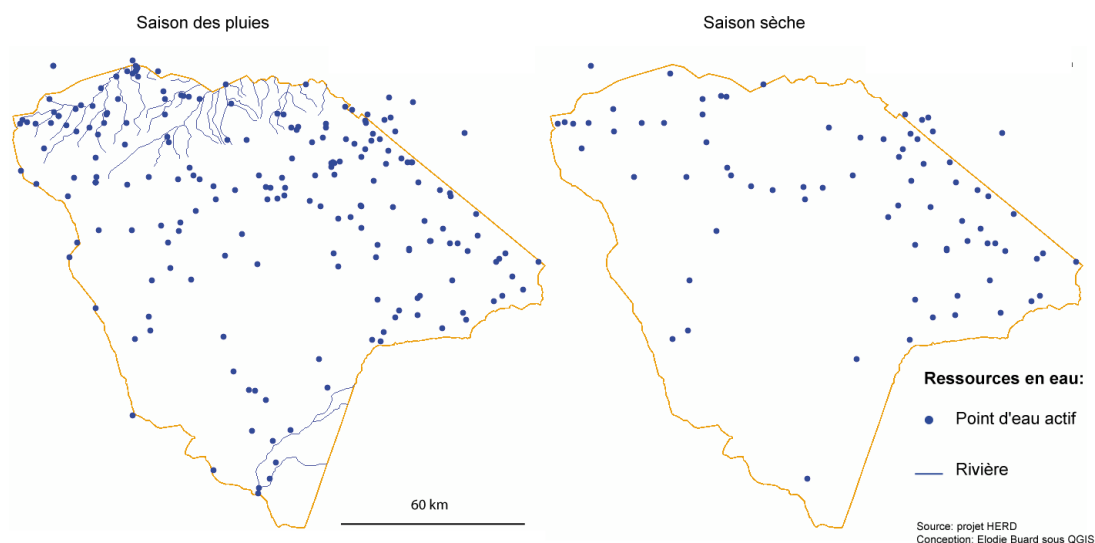 Saison des pluies
Saison sèche
Ressources en eau:
Point d'eau actif
Rivière
60 km
Source: projet HERD
Conception: Elodie Buard sous QGIS